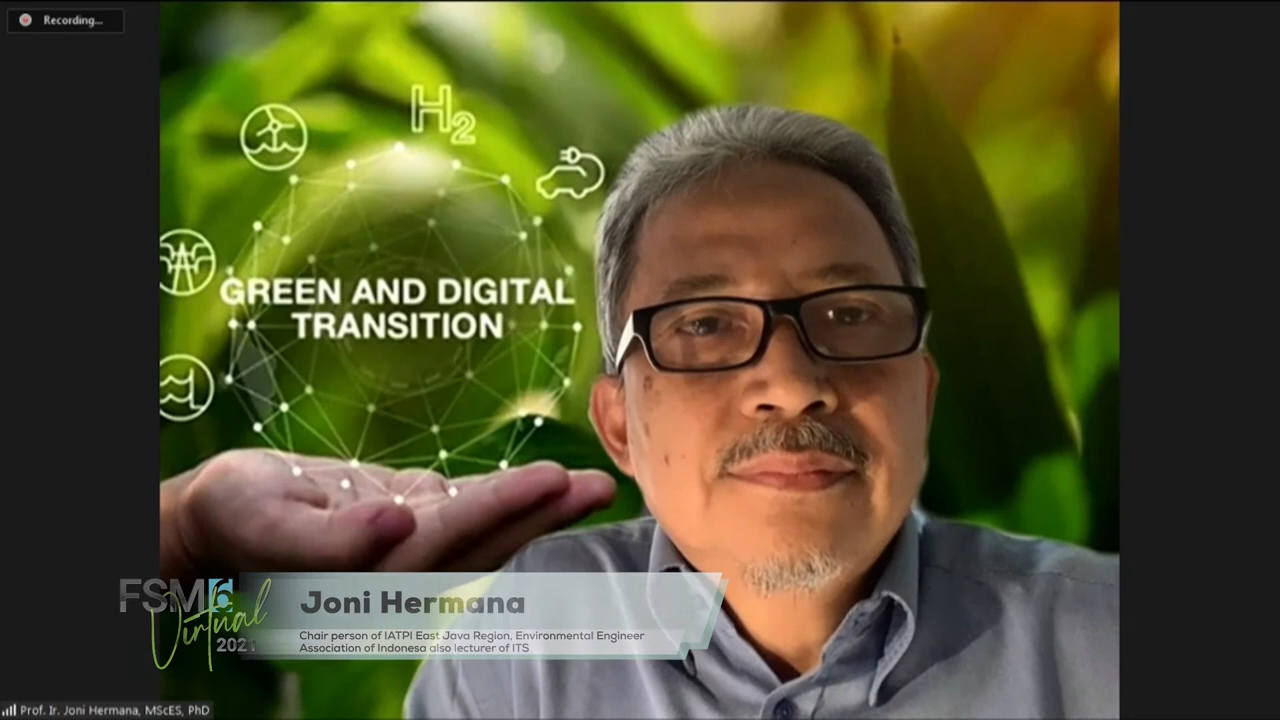 Recording...
H2
GREEN AND DIGITAL
TRANSITION
FSM6
Virtual
2021
Joni Hermana
Chair person of IATPI East Java Region, Environmental Engineer
Association of Indonesa also lecturer of ITS
Prof. Ir. Joni Hermana, MScES, PhD